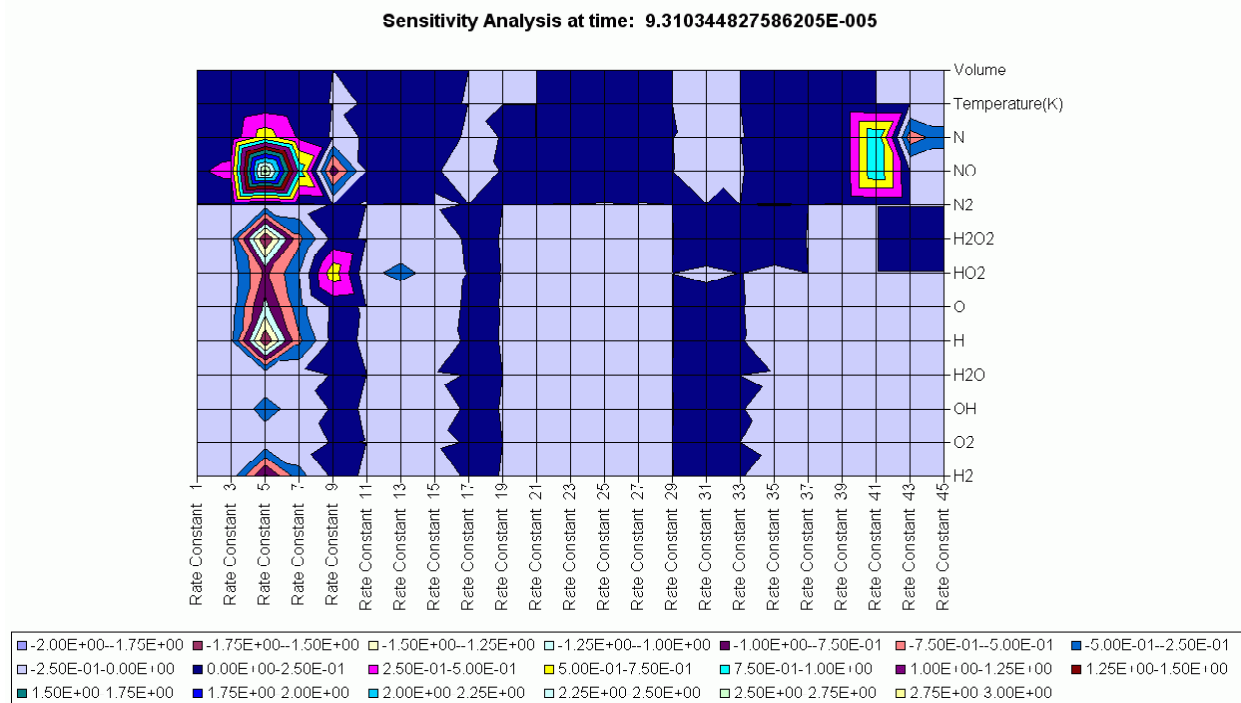 Sensitivity Analysis at time: 9.310344827586205E-005
Volume
Temperature(K)
N
NO
N2
H2O2
HO2
O
H
H2O
OH
O2
H2
Rate Constant 1
Rate Constant 3
Rate Constant 5
Rate Constant 7
Rate Constant 9
Rate Constant 11
Rate Constant 13
Rate Constant 15
Rate Constant 17
Rate Constant 19
Rate Constant 21
Rate Constant 23
Rate Constant 25
Rate Constant 27
Rate Constant 29
Rate Constant 31
Rate Constant 33
Rate Constant 35
Rate Constant 37
Rate Constant 39
Rate Constant 41
Rate Constant 43
Rate Constant 45
-2.00E+00--1.75E+00 -1.75E+00--1.50E+00 -1.50E+00--1.25E+00 -1.25E+00--1.00E+00 -1.00E+00--7.50E-01 -7.50E-01--5.00E-01 -5.00E-01--2.50E-01
-2.50E-01-0.00E+00 0.00E+00-2.50E-01 2.50E-01-5.00E-01 5.00E-01-7.50E-01 7.50E-01-1.00E+00 1.00E+00-1.25E+00 1.25E+00-1.50E+00
1.50E+00 1.75E+00 1.75E+00 2.00E+00 2.00E+00 2.25E+00 2.25E+00 2.50E+00 2.50E+00 2.75E+00 2.75E+00 3.00E+00